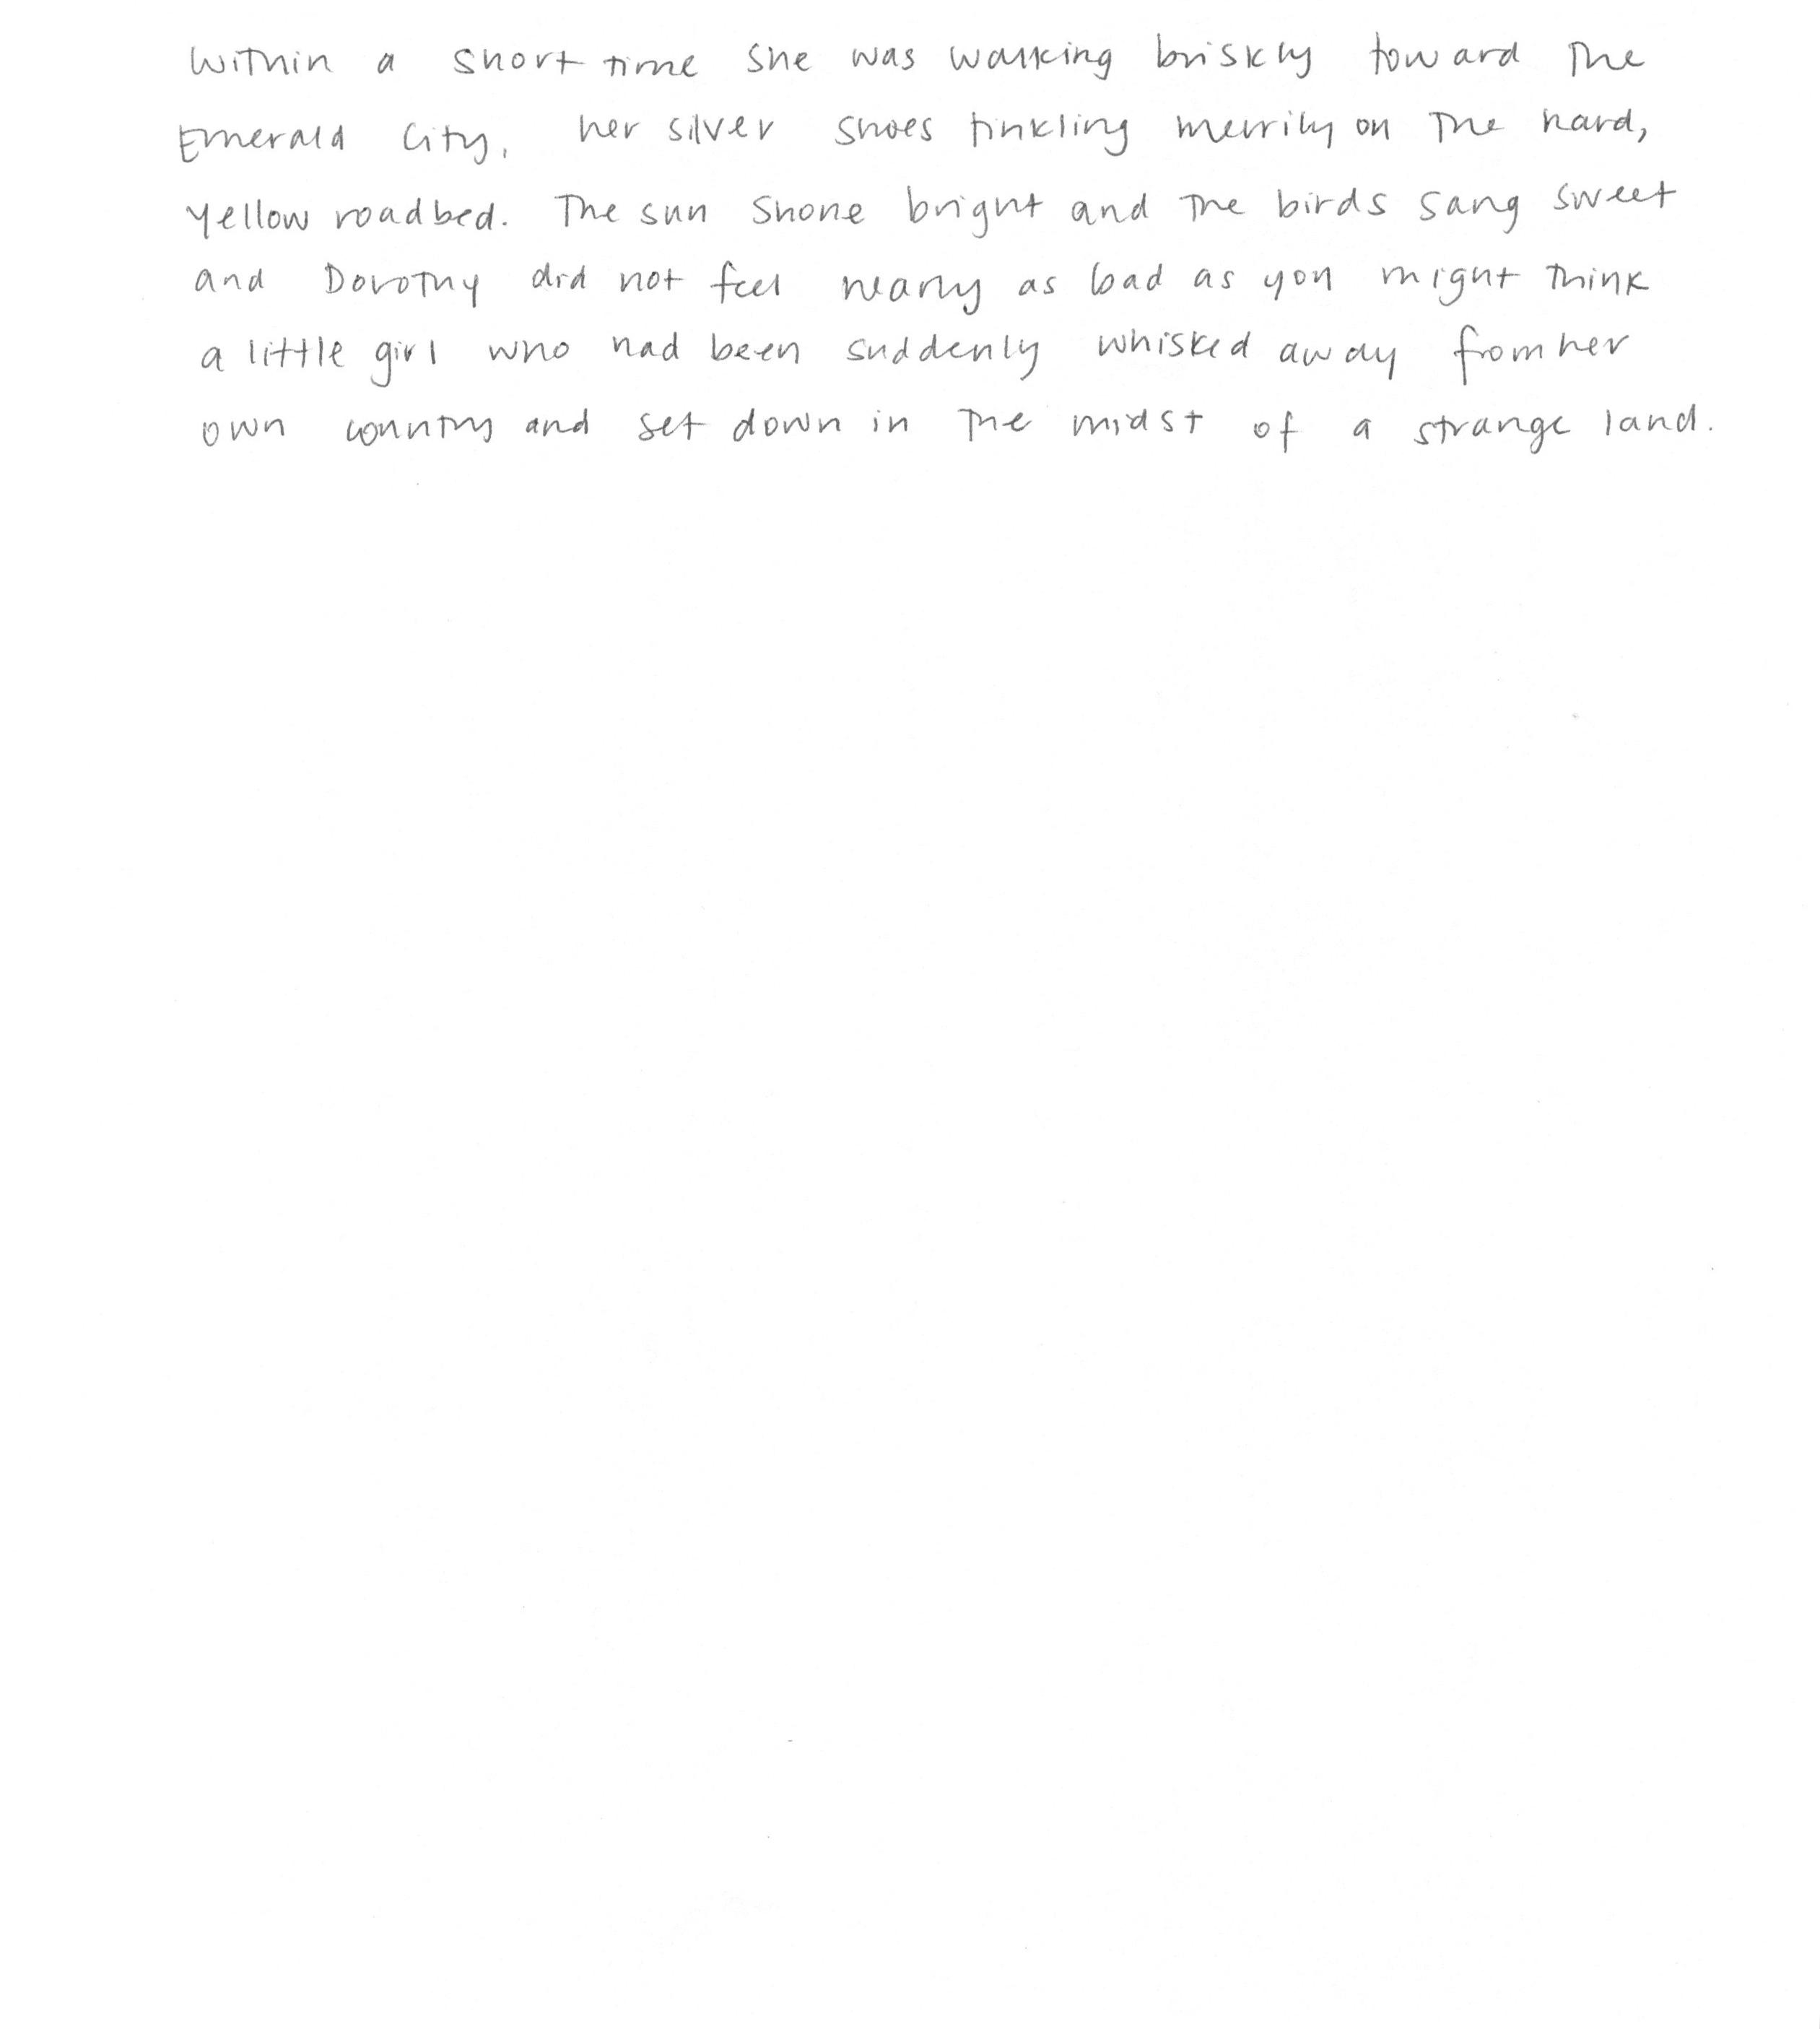 Within a short time she was walking briskly toward the
Emerald City, her silver shoes tinkling merrily on the hard,
yellow roadbed. The sun shone bright and the birds sang sweet
and Dorothy did not feel nearly as bad as you might think
a little girl who had been suddenly whisked away from her
own country and set down in the midst of a strange land.